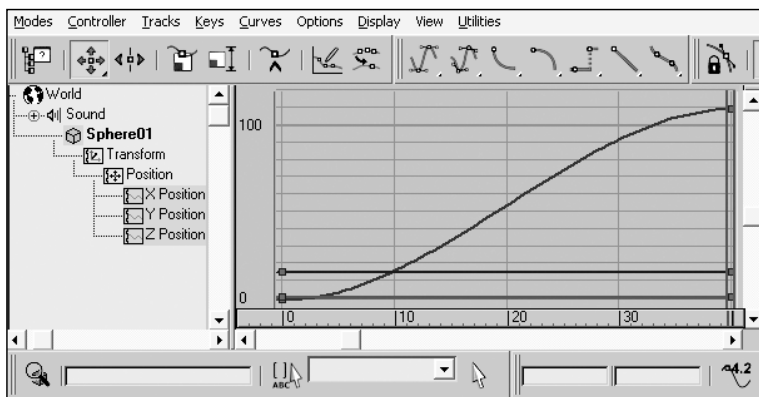 Modes Controller Tracks Keys Curves Options Display View Utilities
?
World
Sound
Sphere01
Transform
Position
X Position
Y Position
Z Position
100
0
0 10 20 30
[ ] ABC
4.2